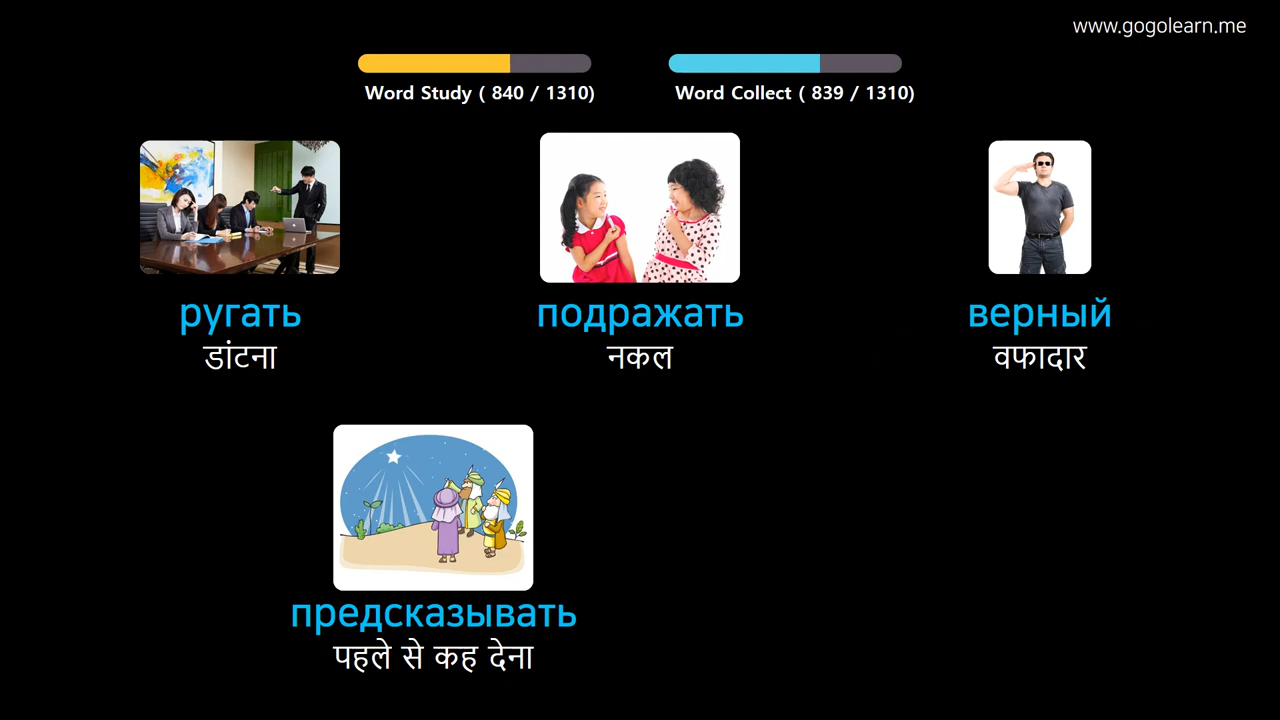 www.gogolearn.me
Word Study ( 840 / 1310)
Word Collect ( 839 / 1310)
ругать
डांटना
подражать
नकल
верный
वफादार
предсказывать
पहले से कह देना